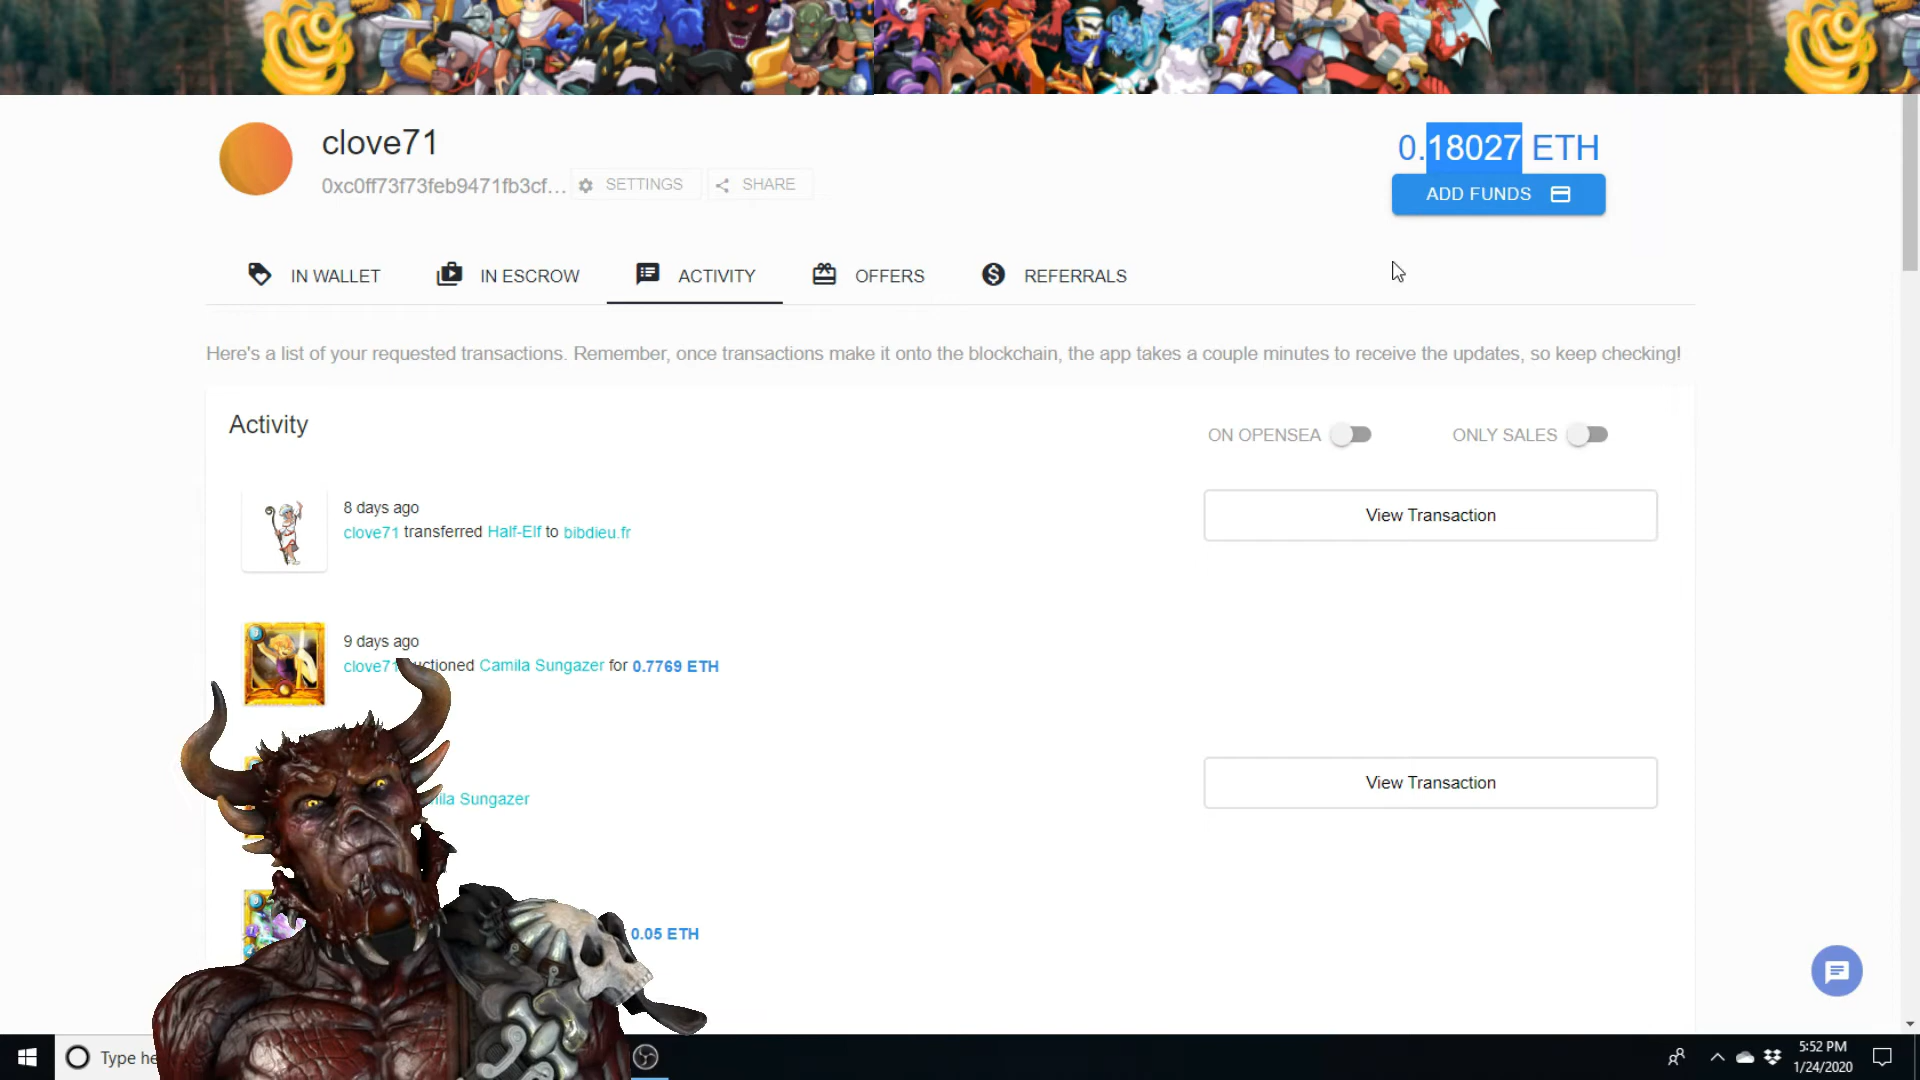 clove71
0.18027 ETH
0xc0ff73f73feb9471fb3cf...
SETTINGS
SHARE
ADD FUNDS
IN WALLET
IN ESCROW
ACTIVITY
OFFERS
REFERRALS
Here's a list of your requested transactions. Remember, once transactions make it onto the blockchain, the app takes a couple minutes to receive the updates, so keep checking!
Activity
ON OPENSEA
ONLY SALES
8 days ago
clove71 transferred Half-Elf to bibdieu.fr
View Transaction
9 days ago
clove71 Camila Sungazer for 0.7769 ETH
Sungazer
View Transaction
0.05 ETH
Type
5:52 PM
1/24/2020